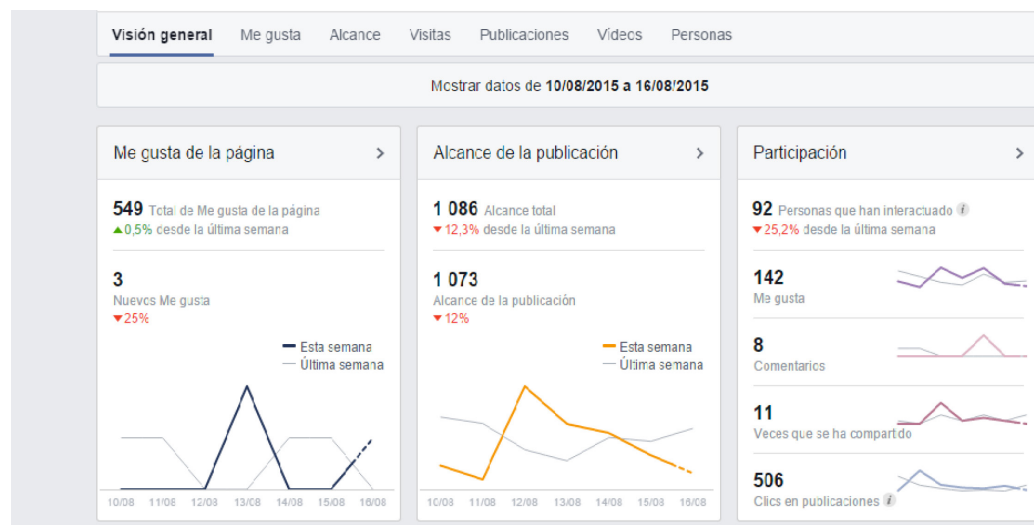 Visión general Me gusta Alcance Visitas Publicaciones Vídeos Personas
Mostrar datos de 10/08/2015 a 16/08/2015
Me gusta de la página
549 Total de Me gusta de la página
0,5% desde la última semana
3
Nuevos Me gusta
25%
Esta semana
Última semana
10/08 11/08 12/08 13/08 14/08 15/08 16/08
Alcance de la publicación
1 086 Alcance total
12,3% desde la última semana
1 073
Alcance de la publicación
12%
Esta semana
Última semana
10/08 11/08 12/08 13/08 14/08 15/08 16/08
Participación
92 Personas que han interactuado i
25,2% desde la última semana
142
Me gusta
8
Comentarios
11
Veces que se ha compartido
506
Clics en publicaciones i